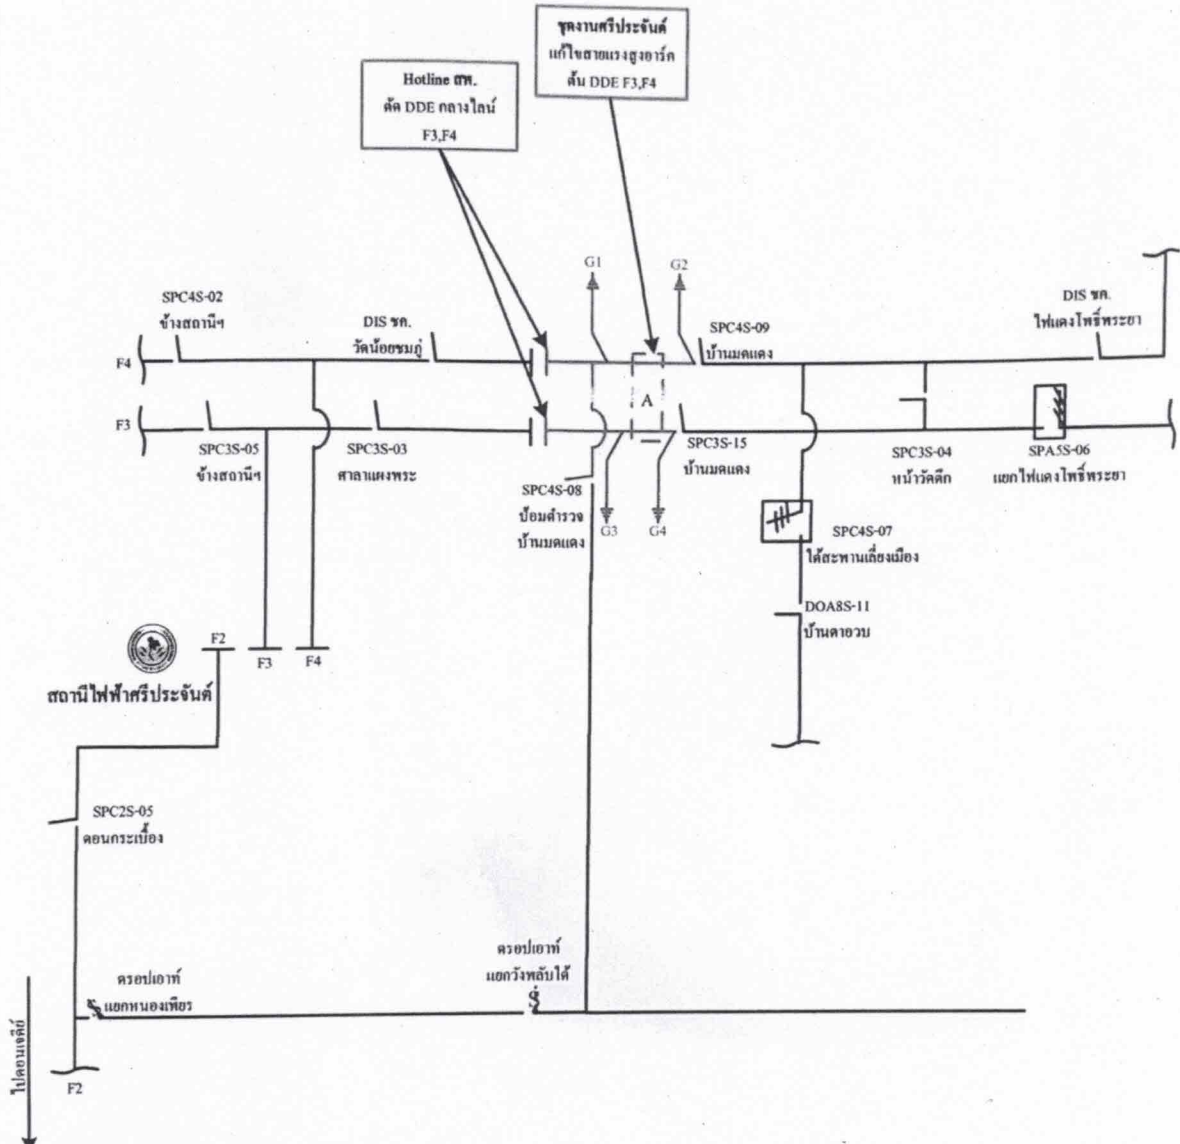 ชุดงานศรีประจันต์
แก้ไขสายแรงสูงอาร์ค
ต้น DDE F3,F4
Hotline สพ.
ตัด DDE กลางไลน์
F3,F4
G1
G2
SPC4S-02
ข้างสถานีฯ
DIS ชค.
วัดน้อยชมภู่
SPC4S-09
บ้านมดแดง
DIS ชค.
ไฟแดงโพธิ์พระยา
F4
A
F3
SPC3S-05
ข้างสถานีฯ
SPC3S-03
ศาลาแผงพระ
SPC3S-15
บ้านมดแดง
SPC3S-04
หน้าวัดตึก
SPA5S-06
แยกไฟแดงโพธิ์พระยา
SPC4S-08
ป้อมตำรวจ
บ้านมดแดง
G3
G4
SPC4S-07
ใต้สะพานเลี่ยงเมือง
DOA8S-11
บ้านตายวบ
F2
F3
F4
สถานีไฟฟ้าศรีประจันต์
SPC2S-05
ดอนกระเบื้อง
ดรอปเอาท์
แยกวังพลับใต้
ดรอปเอาท์
แยกหนองเพียร
ไปดอนเจดีย์
F2